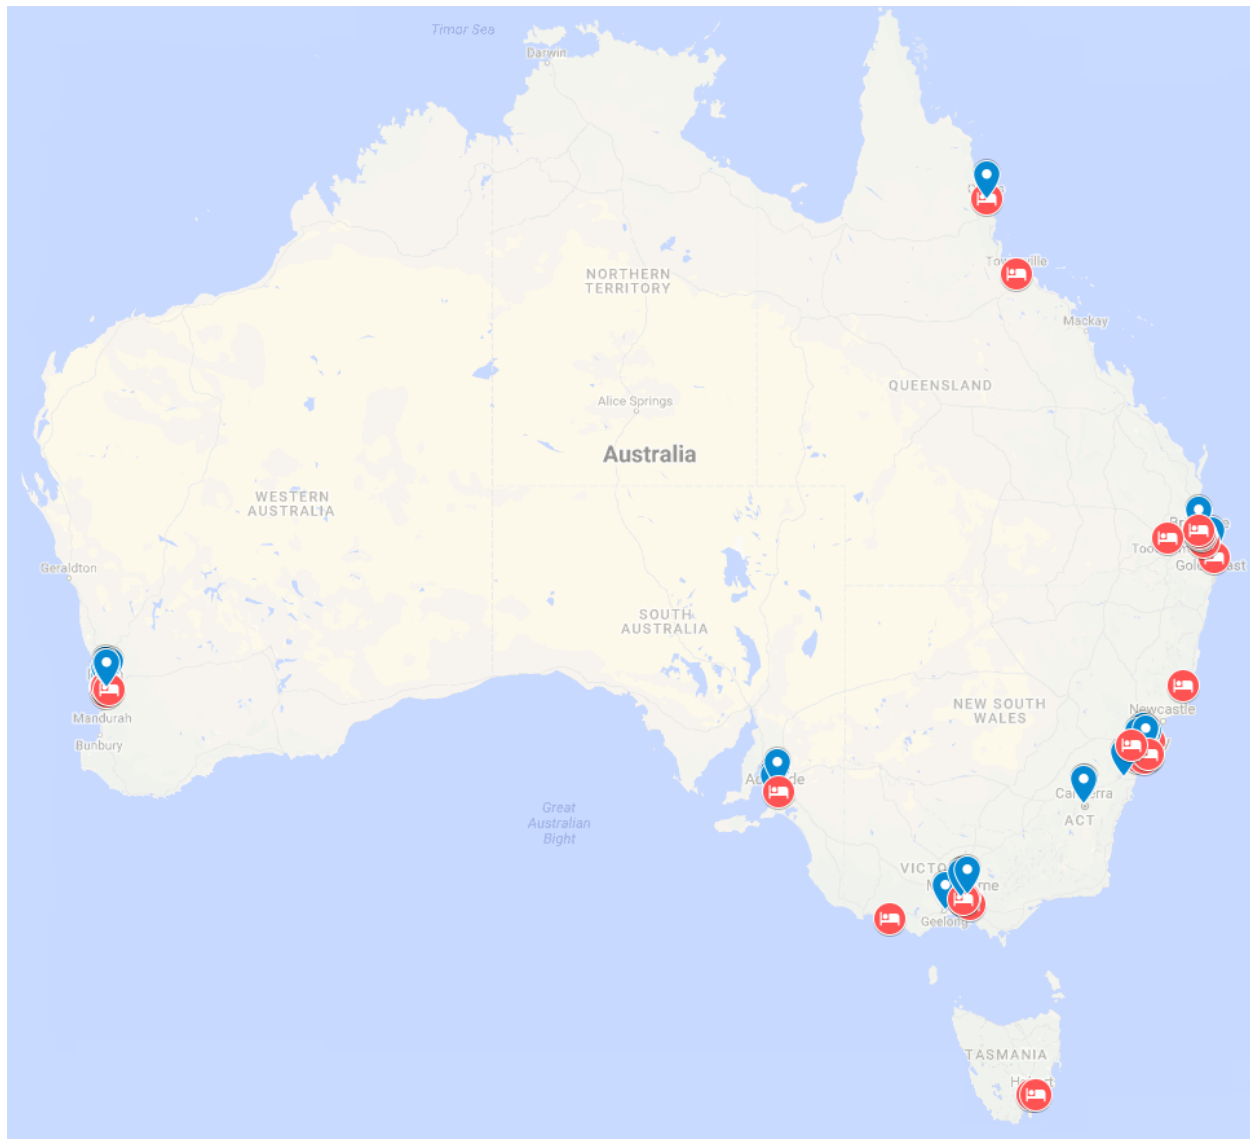 Timor Sea
Darwin
NORTHERN
TERRITORY
Mackay
QUEENSLAND
Alice Springs
Australia
WESTERN
AUSTRALIA
Geraldton
SOUTH
AUSTRALIA
NEW SOUTH
WALES
Newcastle
Mandurah
Bunbury
Great
Australian
Bight
ACT
Geelong
TASMANIA